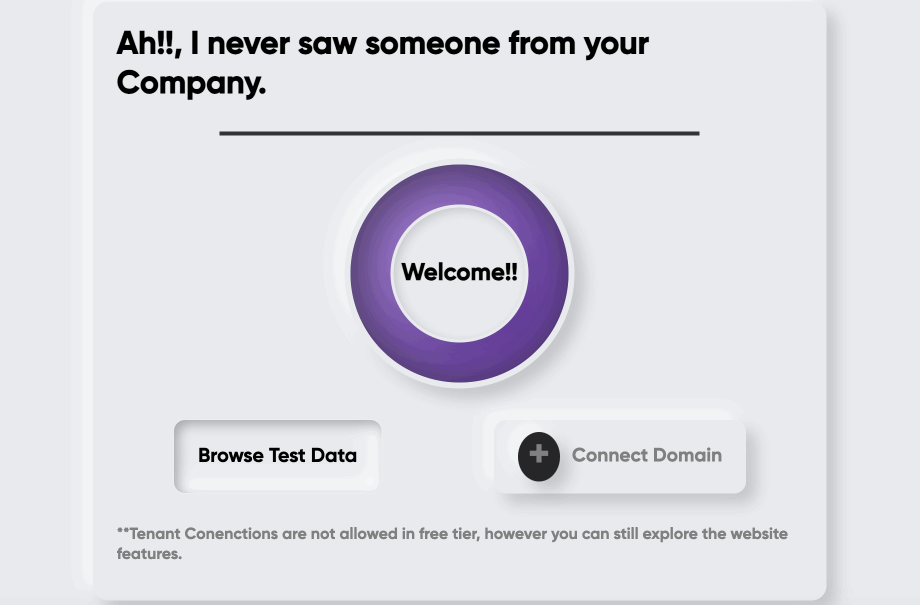 Ah!!, I never saw someone from your
Company.
Welcome!!
Browse Test Data
+ Connect Domain
**Tenant Conenctions are not allowed in free tier, however you can still explore the website
features.